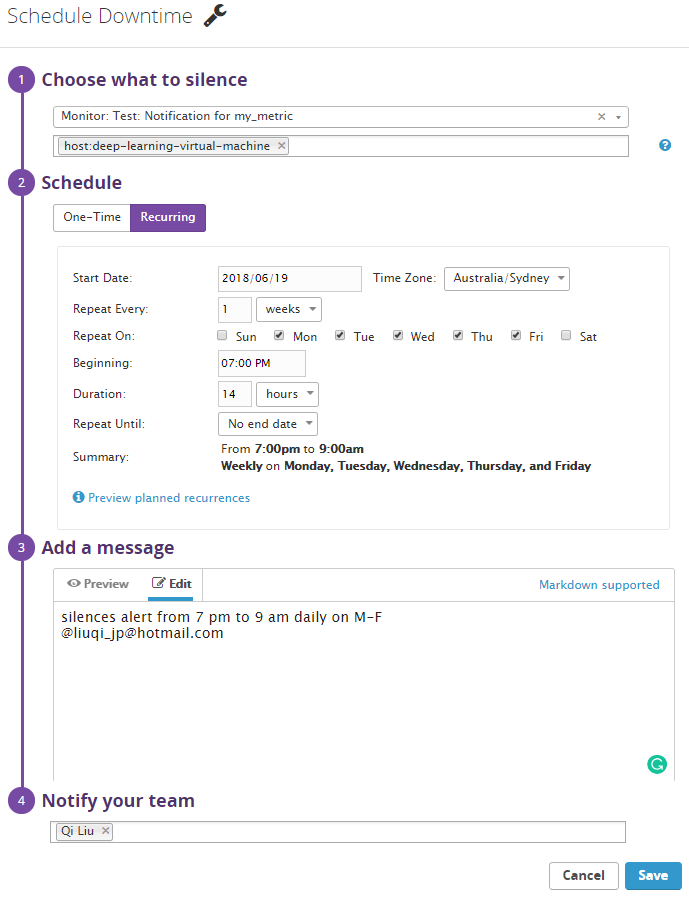 Schedule Downtime
1 Choose what to silence
Monitor: Test: Notification for my_metric
host:deep-learning-virtual-machine
2 Schedule
One-Time Recurring
Start Date: 2018/06/19 Time Zone: Australia/Sydney
Repeat Every: 1 weeks
Repeat On: Sun Mon Tue Wed Thu Fri Sat
Beginning: 07:00 PM
Duration: 14 hours
Repeat Until: No end date
Summary: From 7:00pm to 9:00am
Weekly on Monday, Tuesday, Wednesday, Thursday, and Friday
Preview planned recurrences
3 Add a message
Preview Edit Markdown supported
silences alert from 7 pm to 9 am daily on M-F
@liuqi_jp@hotmail.com
4 Notify your team
Qi Liu
Cancel Save